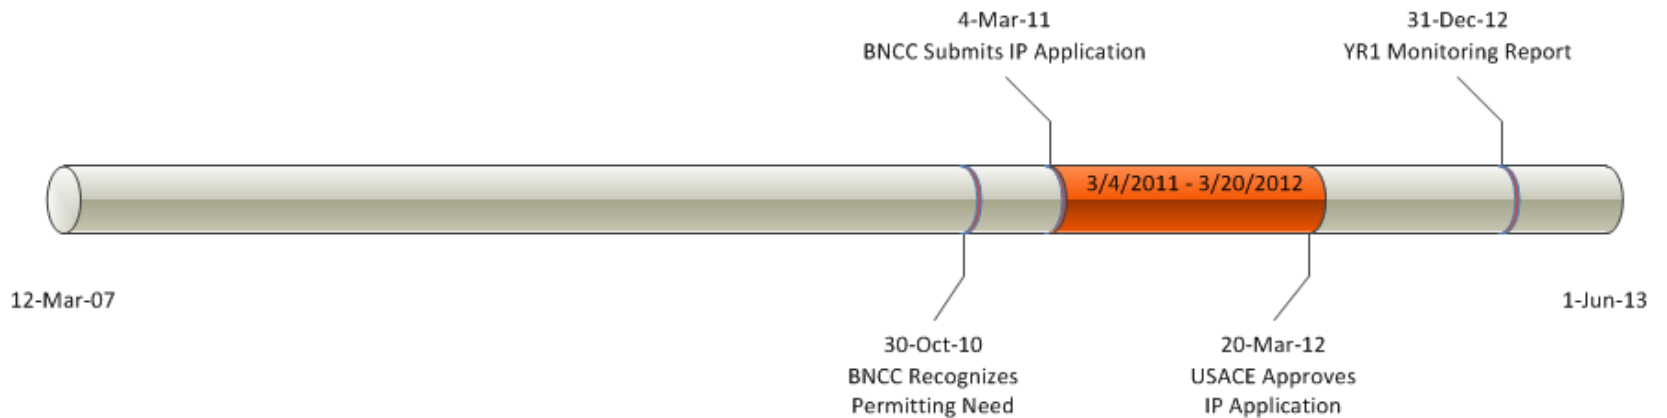 4-Mar-11
BNCC Submits IP Application
31-Dec-12
YR1 Monitoring Report
3/4/2011 - 3/20/2012
12-Mar-07
1-Jun-13
30-Oct-10
BNCC Recognizes
Permitting Need
20-Mar-12
USACE Approves
IP Application